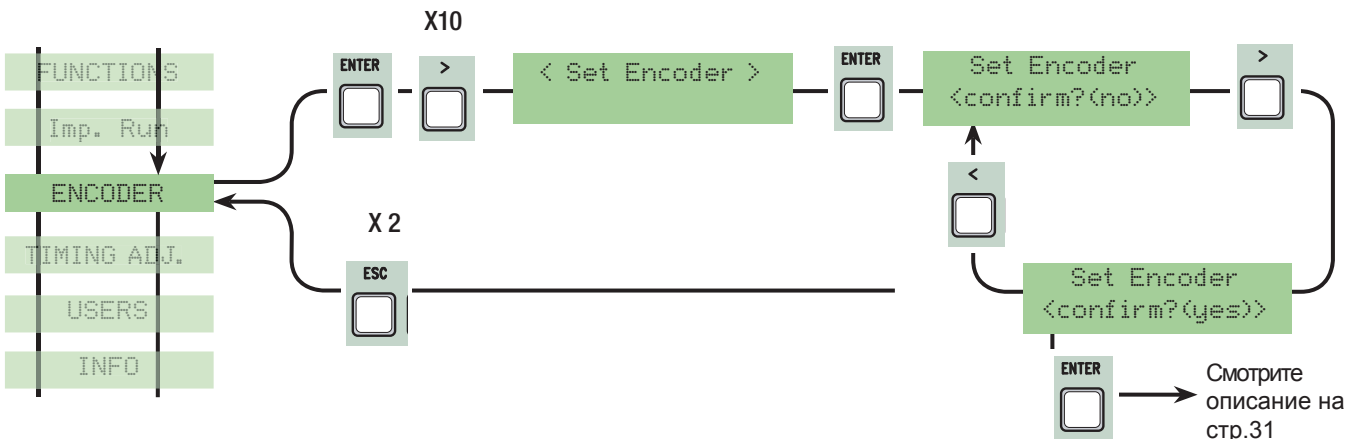 X10
FUNCTIONS
Imp. Run
ENCODER
TIMING ADJ.
USERS
INFO
ENTER
>
< Set Encoder >
ENTER
Set Encoder
<confirm?(no)>
>
<
X 2
ESC
Set Encoder
<confirm?(yes)>
ENTER
Смотрите
описание на
стр.31